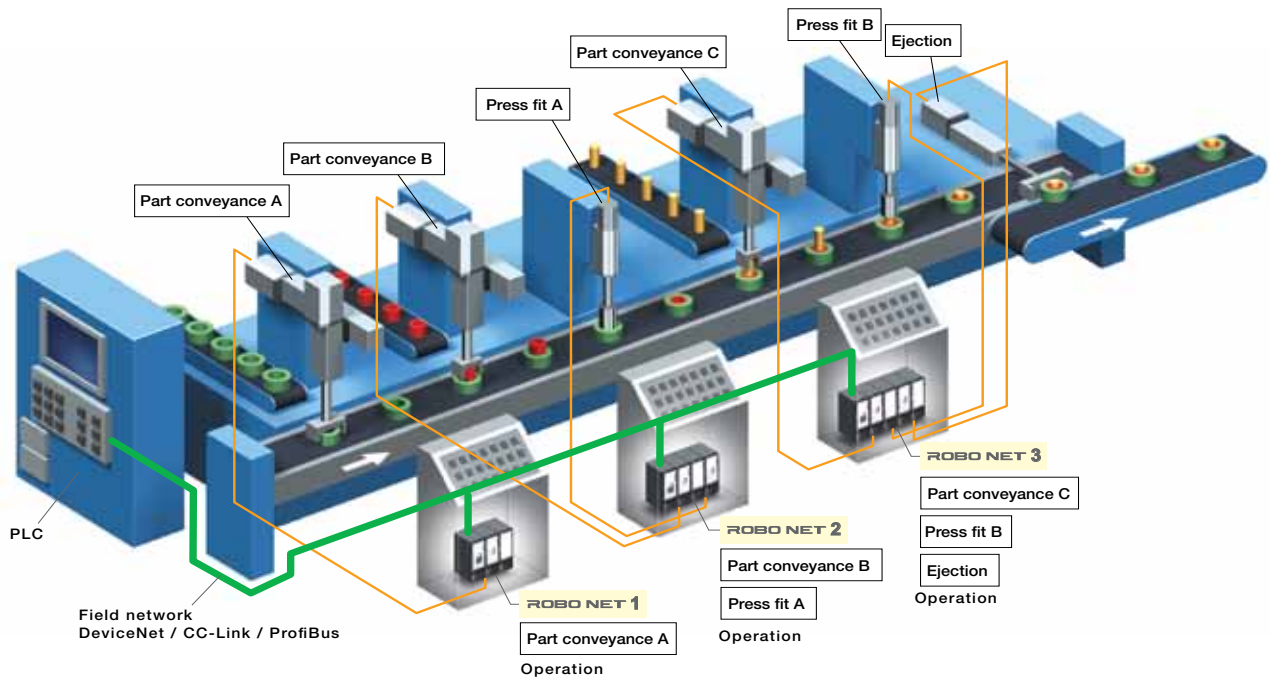 Press fit B
Ejection
Part conveyance C
Press fit A
Part conveyance B
Part conveyance A
PLC
Field network
DeviceNet / CC-Link / ProfiBus
ROBO NET 1
Part conveyance A
Operation
ROBO NET 2
Part conveyance B
Press fit A
Operation
ROBO NET 3
Part conveyance C
Press fit B
Ejection
Operation